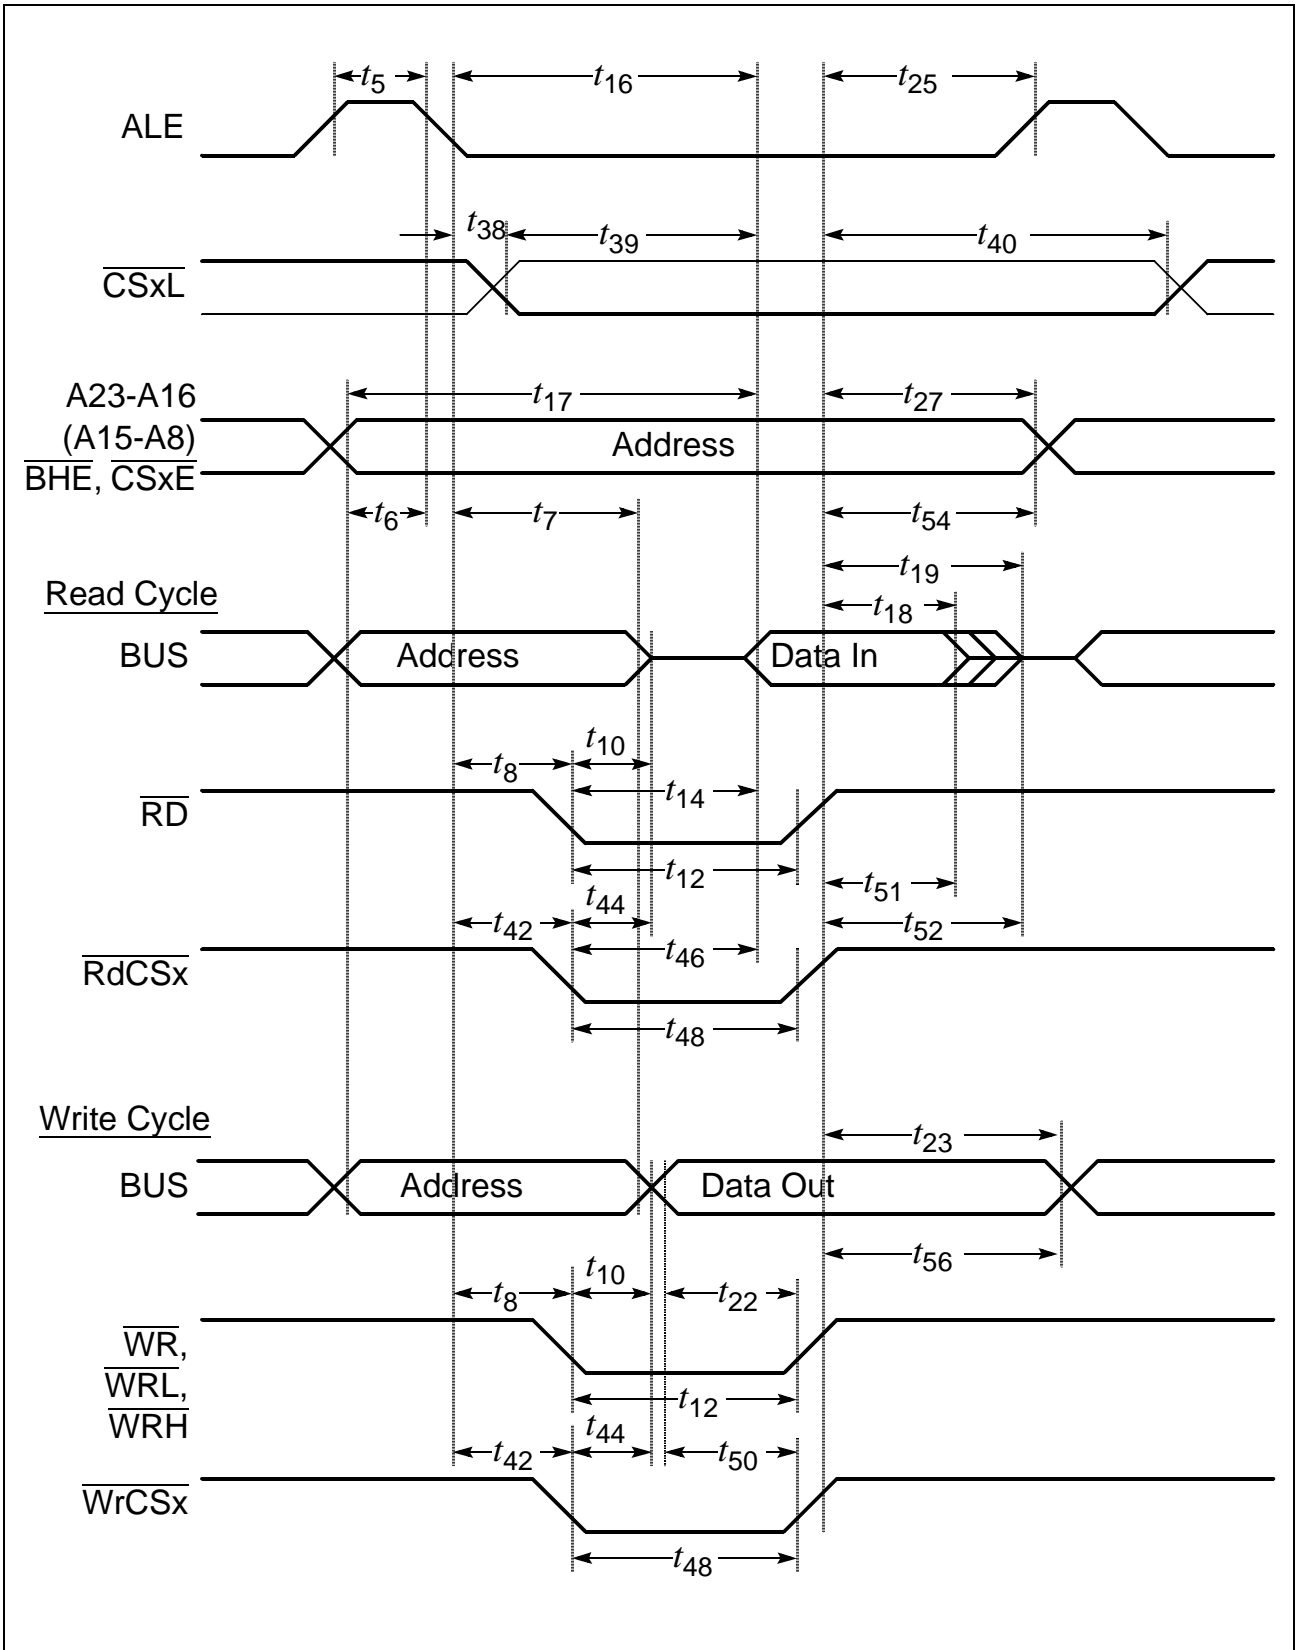 t5
t16
t25
ALE
t38
t39
t40
CSxL
A23-A16
t17
t27
(A15-A8)
Address
BHE, CSxE
t6
t7
t54
t19
Read Cycle
t18
BUS
Address
Data In
t10
t8
t14
RD
t12
t51
t44
t42
t52
t46
RdCSx
t48
Write Cycle
t23
BUS
Address
Data Out
t56
t10
t8
t22
WR,
WRL,
t12
WRH
t44
t42
t50
WrCSx
t48